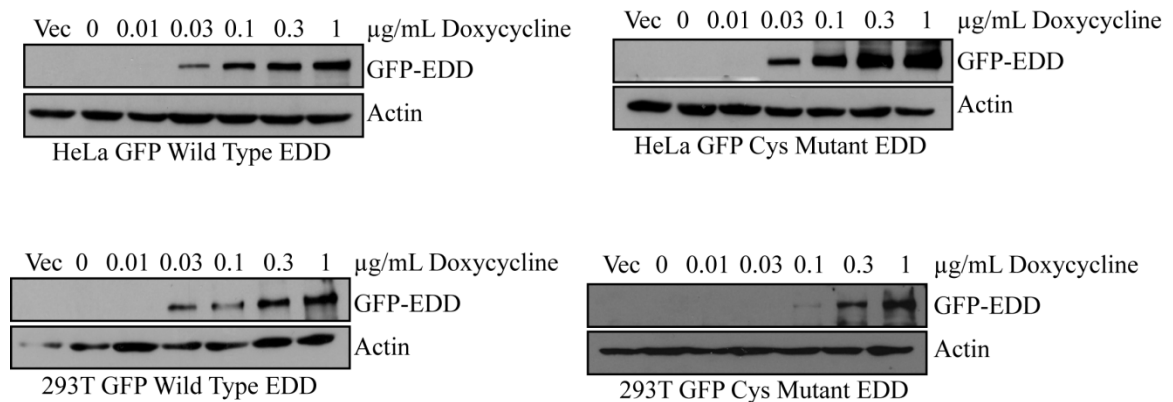 Vec 0 0.01 0.03 0.1 0.3 1 µg/mL Doxycycline
GFP-EDD
Actin
HeLa GFP Wild Type EDD
Vec 0 0.01 0.03 0.1 0.3 1 µg/mL Doxycycline
GFP-EDD
Actin
HeLa GFP Cys Mutant EDD
Vec 0 0.01 0.03 0.1 0.3 1 µg/mL Doxycycline
GFP-EDD
Actin
293T GFP Wild Type EDD
Vec 0 0.01 0.03 0.1 0.3 1 µg/mL Doxycycline
GFP-EDD
Actin
293T GFP Cys Mutant EDD